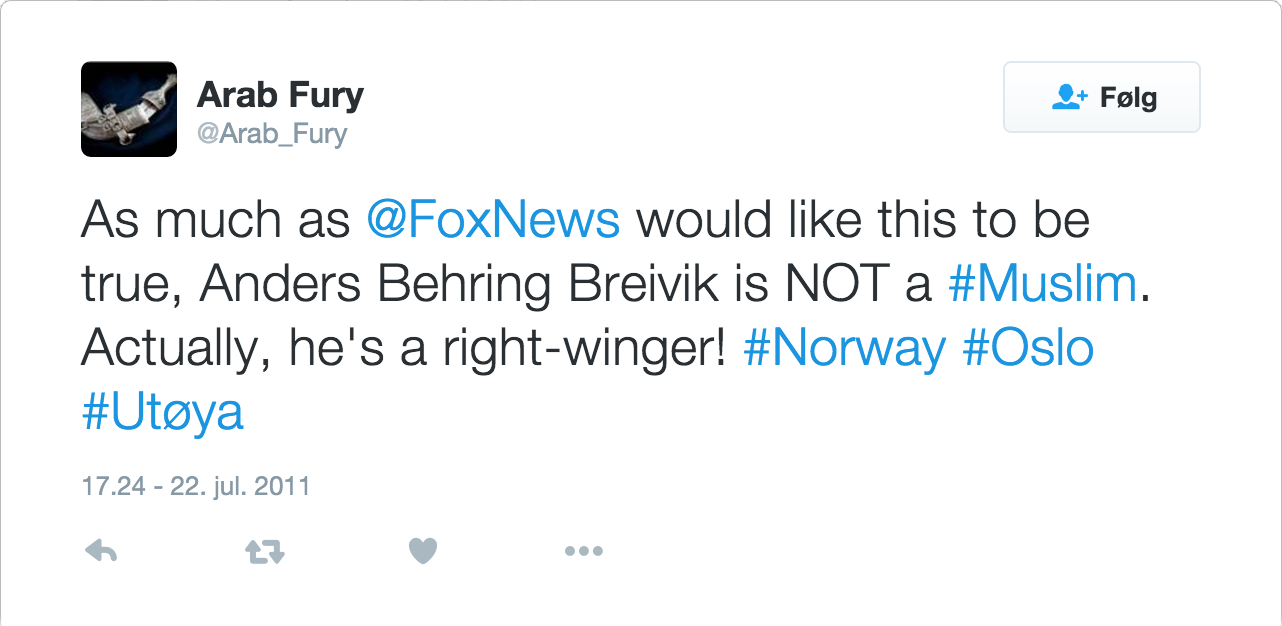 Arab Fury
@Arab_Fury
Følg
As much as @FoxNews would like this to be
true, Anders Behring Breivik is NOT a #Muslim.
Actually, he's a right-winger! #Norway #Oslo
#Utøya
17.24 - 22. jul. 2011